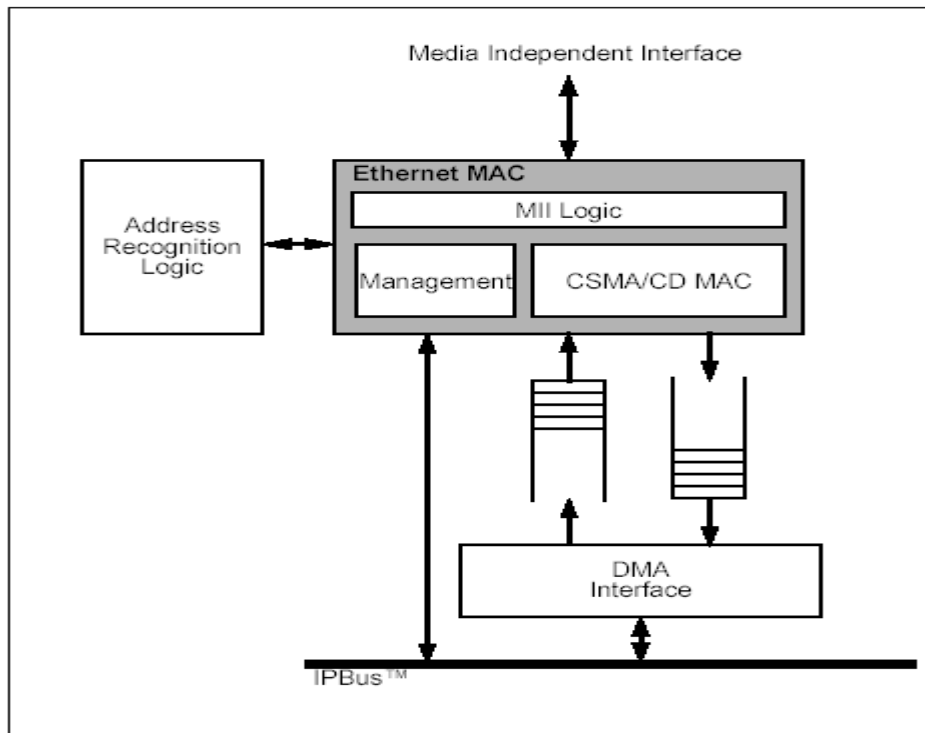 Media Independent Interface
Ethernet MAC
MII Logic
Address
Recognition
Logic
Management
CSMA/CD MAC
DMA
Interface
IPBus™